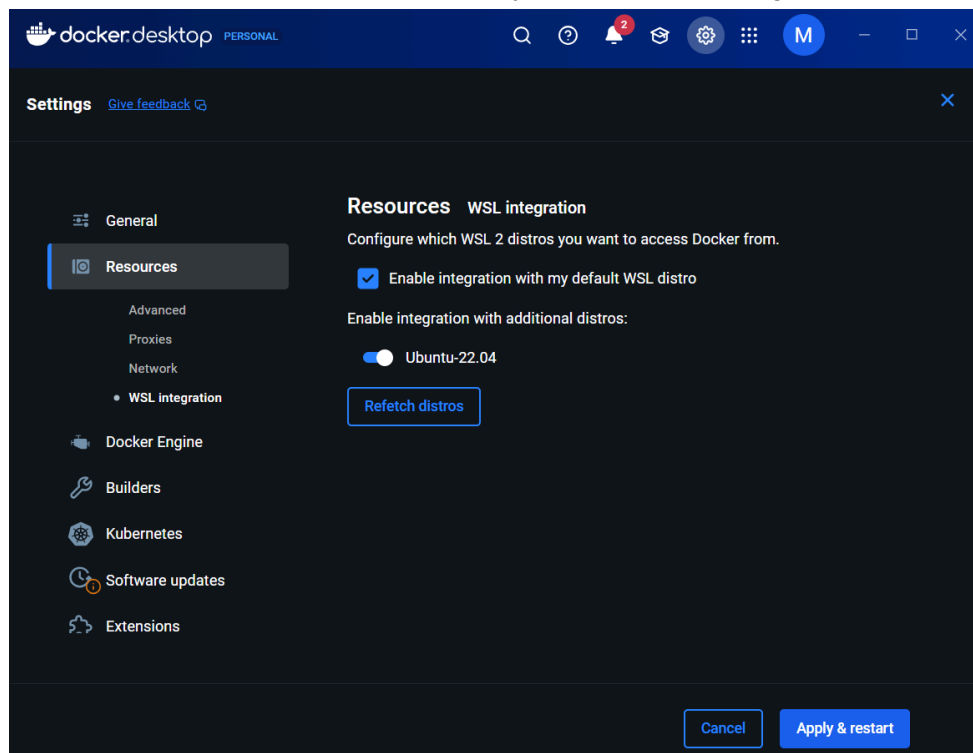 docker.desktop PERSONAL
2
M
Settings Give feedback
General
Resources
Advanced
Proxies
Network
WSL integration
Docker Engine
Builders
Kubernetes
Software updates
Extensions
Resources WSL integration
Configure which WSL 2 distros you want to access Docker from.
Enable integration with my default WSL distro
Enable integration with additional distros:
Ubuntu-22.04
Refetch distros
Cancel
Apply & restart